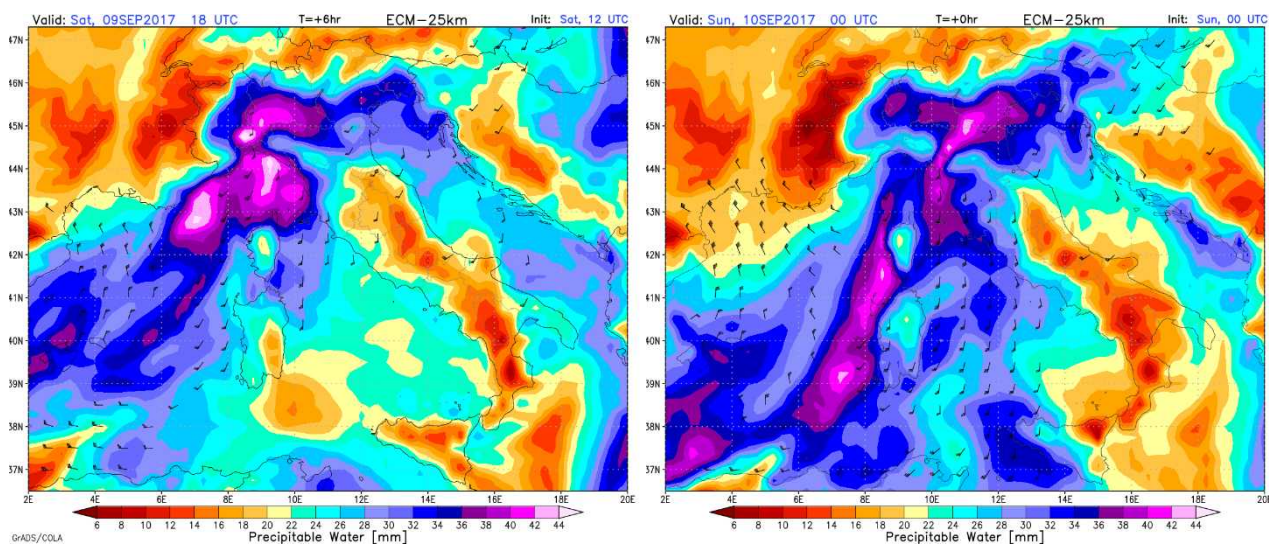 Valid: Sat, 09SEP2017 18 UTC T=+6hr ECM-25km Init: Sat, 12 UTC
47N
46N
45N
44N
43N
42N
41N
40N
39N
38N
37N
2E 4E 6E 8E 10E 12E 14E 16E 18E 20E
6 8 10 12 14 16 18 20 22 24 26 28 30 32 34 36 38 40 42 44
Precipitable Water [mm]
GrADS/COLA
Valid: Sun, 10SEP2017 00 UTC T=+0hr ECM-25km Init: Sun, 00 UTC
47N
46N
45N
44N
43N
42N
41N
40N
39N
38N
37N
2E 4E 6E 8E 10E 12E 14E 16E 18E 20E
6 8 10 12 14 16 18 20 22 24 26 28 30 32 34 36 38 40 42 44
Precipitable Water [mm]